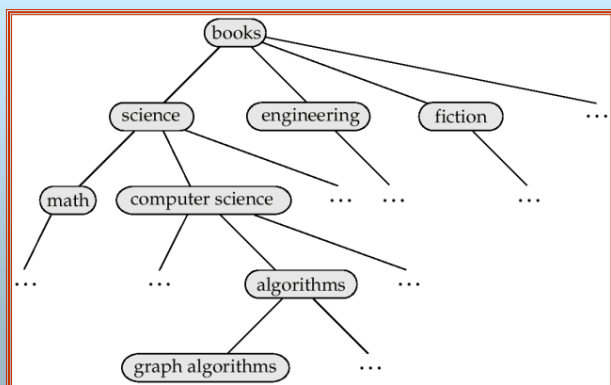 books
science engineering fiction ...
math computer science ... ... ...
... ... algorithms ...
graph algorithms ...